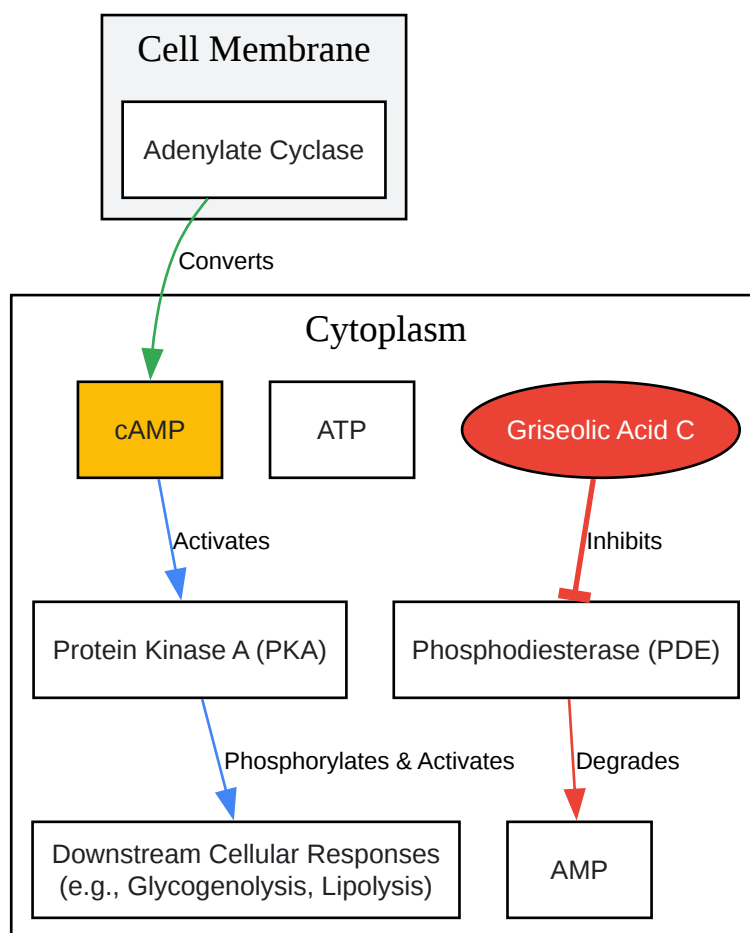 Cell Membrane
Adenylate Cyclase
Converts
Cytoplasm
cAMP
ATP
Griseolic Acid C
Activates
Inhibits
Protein Kinase A (PKA)
Phosphodiesterase (PDE)
Phosphorylates & Activates
Degrades
Downstream Cellular Responses
(e.g., Glycogenolysis, Lipolysis)
AMP